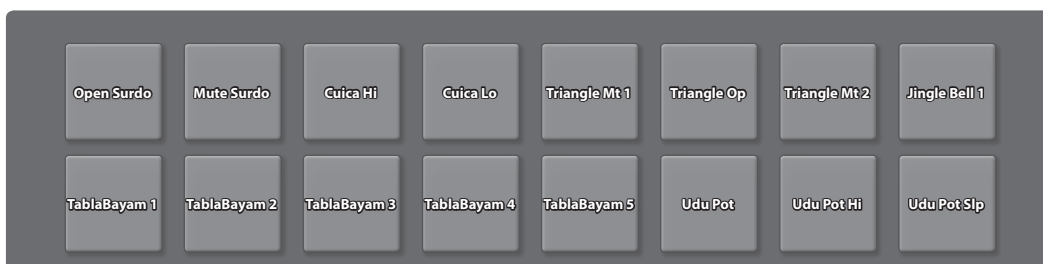 Open Surdo Mute Surdo Cuica Hi Cuica Lo Triangle Mt 1 Triangle Op Triangle Mt 2 Jingle Bell 1
TablaBayam 1 TablaBayam 2 TablaBayam 3 TablaBayam 4 TablaBayam 5 Udu Pot Udu Pot Hi Udu Pot Slp